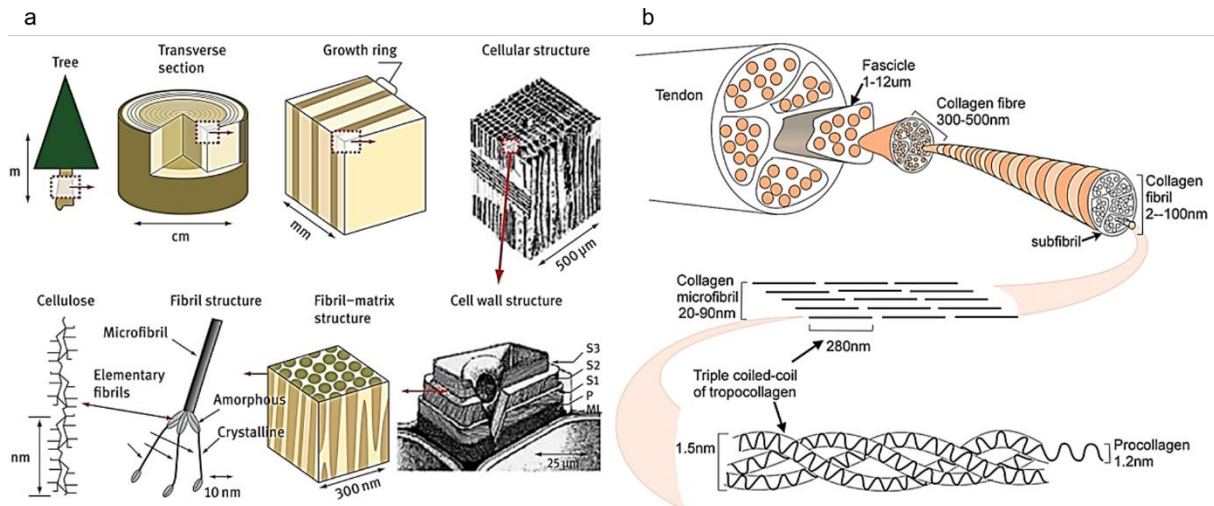 a
Tree
Transverse
section
Growth ring
Cellular structure
m
cm
mm
500 µm
Cellulose
Fibril structure
Fibril–matrix
structure
Cell wall structure
Microfibril
Elementary
fibrils
Amorphous
Crystalline
nm
10 nm
300 nm
S3
S2
S1
P
ML
25 µm
b
Tendon
Fascicle
1-12um
Collagen fibre
300-500nm
Collagen
fibril
2--100nm
subfibril
Collagen
microfibril
20-90nm
280nm
Triple coiled-coil
of tropocollagen
1.5nm
Procollagen
1.2nm